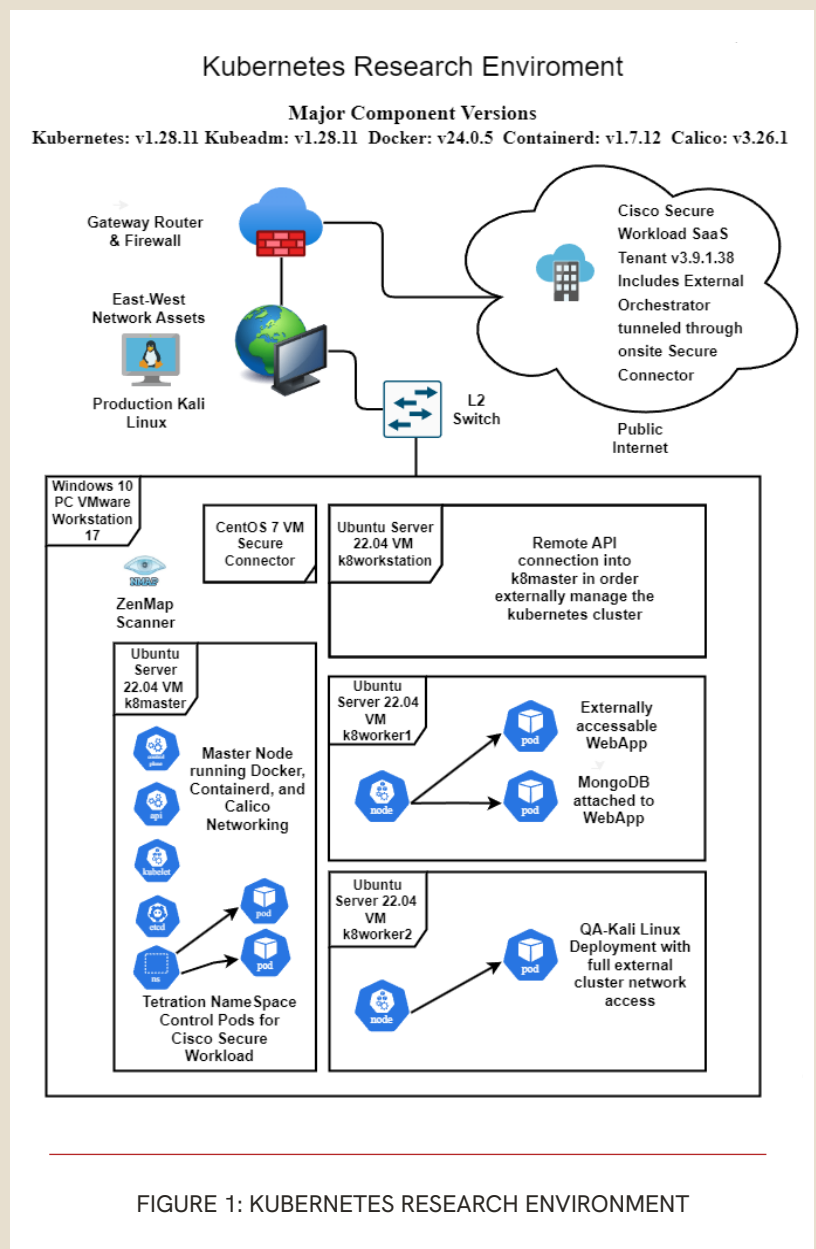 Kubernetes Research Enviroment
Major Component Versions
Kubernetes: v1.28.11 Kubeadm: v1.28.11 Docker: v24.0.5 Containerd: v1.7.12 Calico: v3.26.1
Gateway Router
& Firewall
Cisco Secure
Workload SaaS
Tenant v3.9.1.38
Includes External
Orchestrator
tunneled through
onsite Secure
Connector
East-West
Network Assets
Production Kali
Linux
L2
Switch
Public
Internet
Windows 10
PC VMware
Workstation
17
NMAP
ZenMap
Scanner
CentOS 7 VM
Secure
Connector
Ubuntu Server
22.04 VM
k8workstation
Remote API
connection into
k8master in order
externally manage the
kubernetes cluster
Ubuntu
Server
22.04 VM
k8master
control
plane
api
kubelet
etcd
ns
Master Node
running Docker,
Containerd, and
Calico
Networking
pod
pod
Tetration NameSpace
Control Pods for
Cisco Secure
Workload
Ubuntu
Server 22.04
VM
k8worker1
node
pod
Externally
accessable
WebApp
pod
MongoDB
attached to
WebApp
Ubuntu
Server 22.04
VM
k8worker2
node
pod
QA-Kali Linux
Deployment with
full external
cluster network
access
FIGURE 1: KUBERNETES RESEARCH ENVIRONMENT